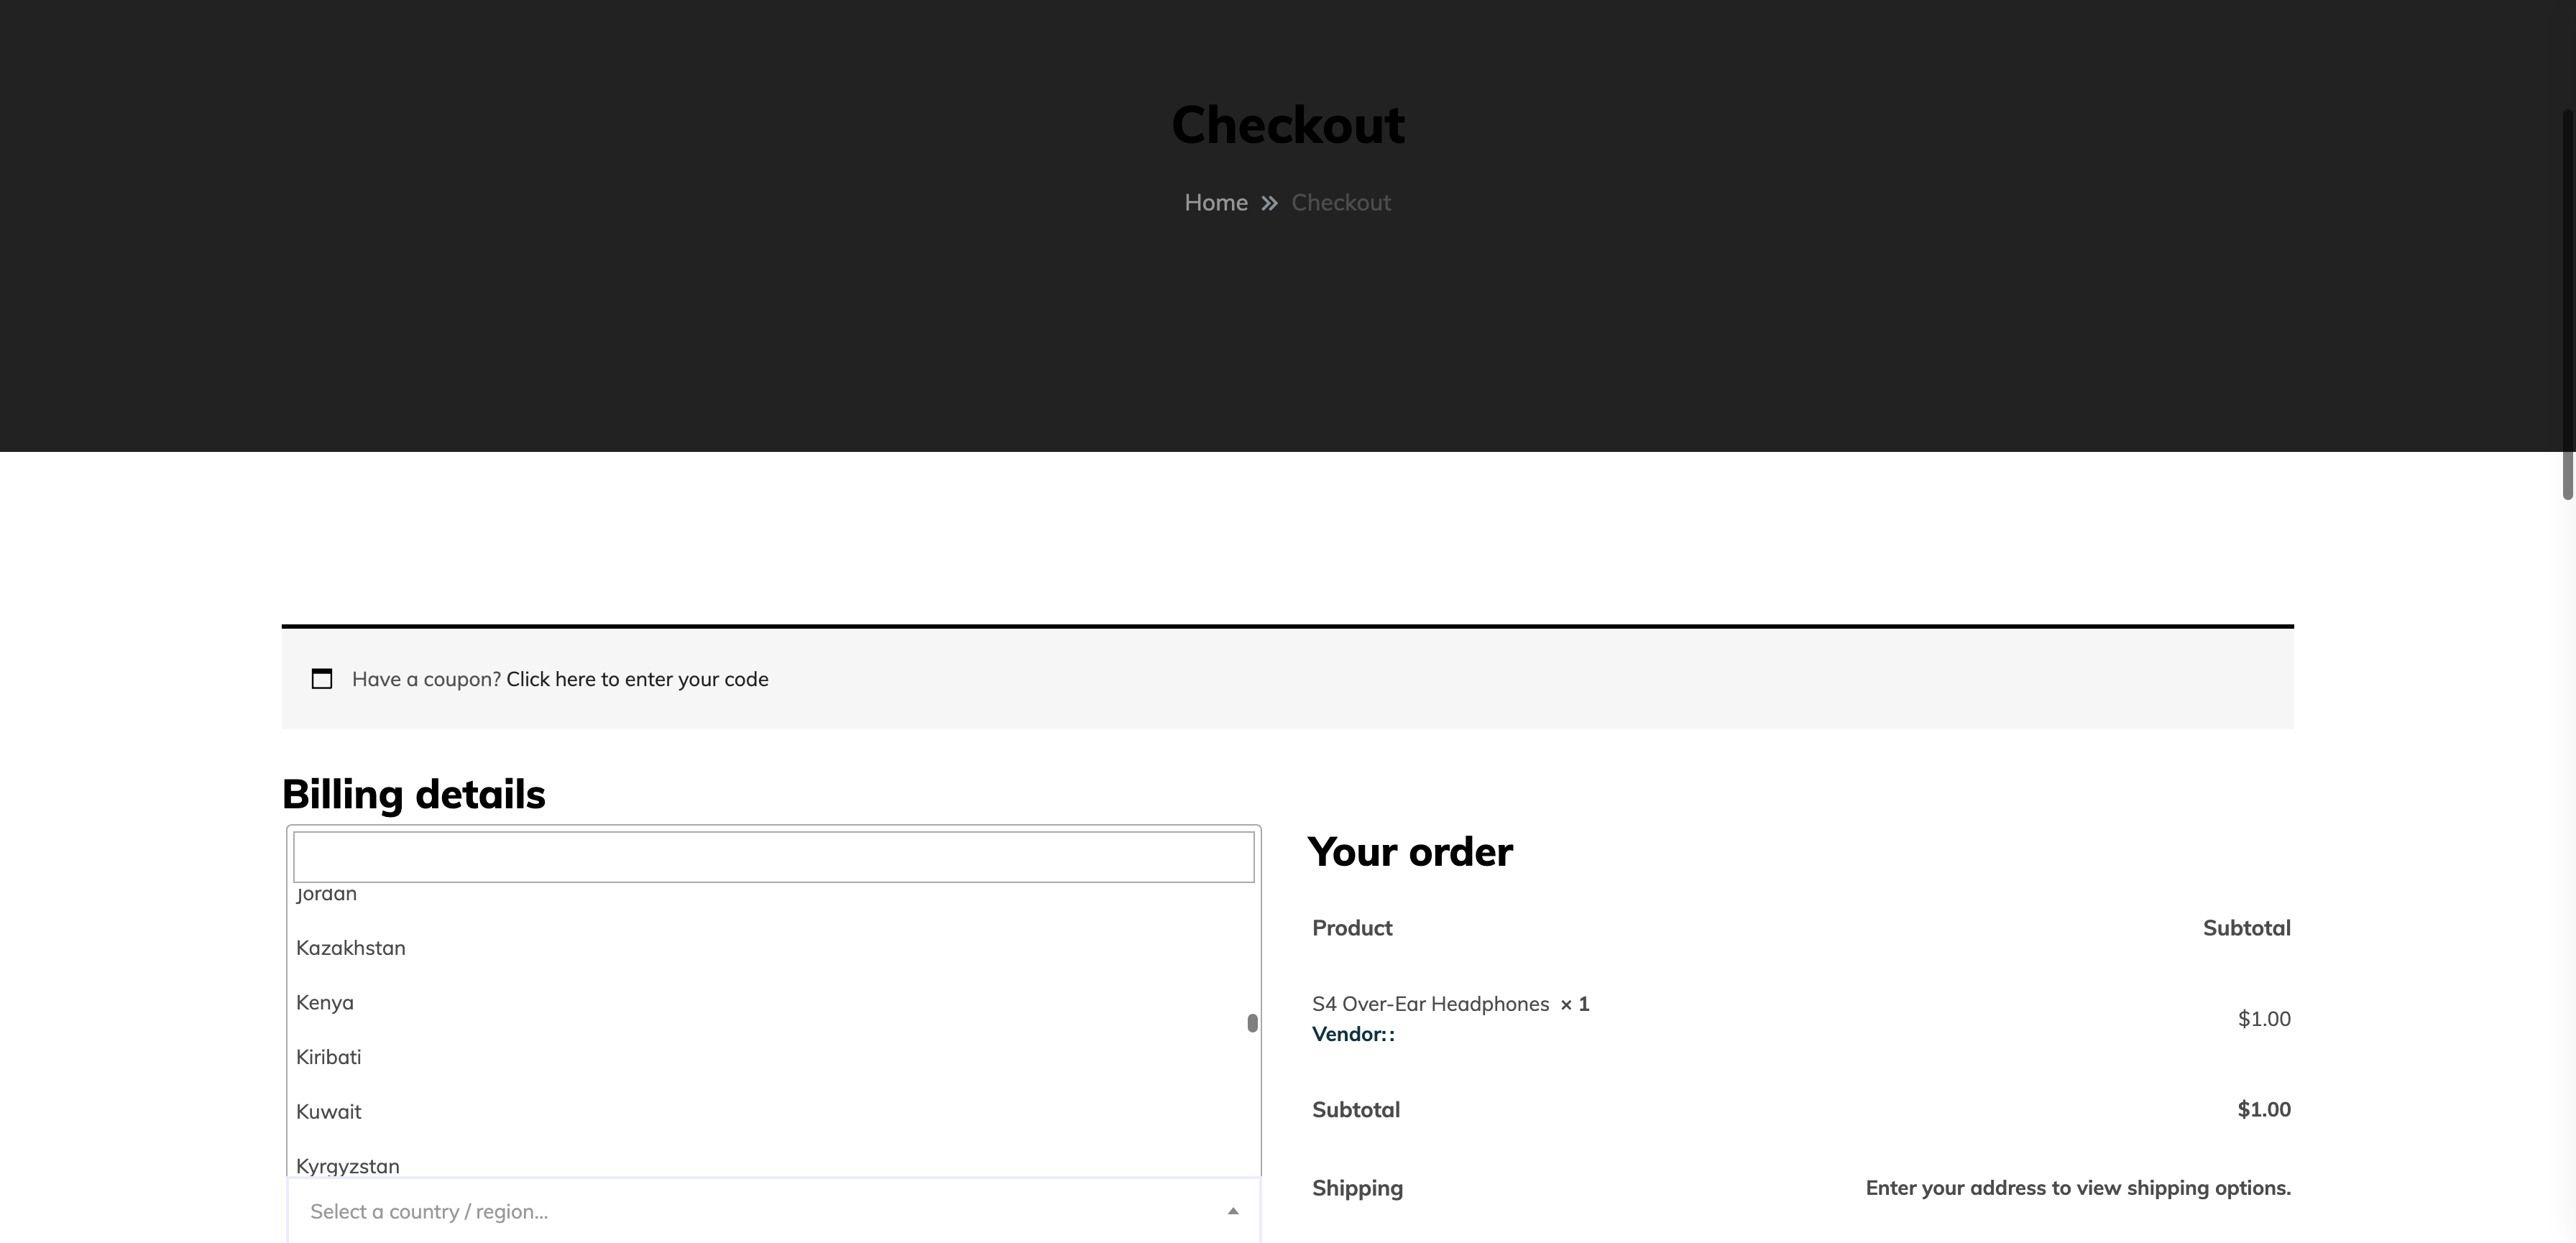 Checkout
Home » Checkout
Have a coupon? Click here to enter your code
Billing details
Jordan
Kazakhstan
Kenya
Kiribati
Kuwait
Kyrgyzstan
Select a country / region...
Your order
Product Subtotal
S4 Over-Ear Headphones × 1
Vendor::
$1.00
Subtotal $1.00
Shipping Enter your address to view shipping options.